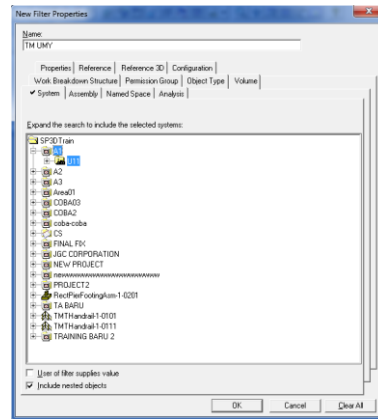 New Filter Properties
Name:
TM UMY
Properties Reference Reference 3D Configuration
Work Breakdown Structure Permission Group Object Type Volume
System Assembly Named Space Analysis
Expand the search to include the selected systems:
SP3DTrain
A1
U11
A2
A3
Area01
COBA03
COBA2
coba-coba
CS
FINAL FIX
JGC CORPORATION
NEW PROJECT
PROJECT2
RectPierFootingAsm-1-0201
TA BARU
TMTHandrail-1-0101
TMTHandrail-1-0111
TRAINING BARU 2
User of filter supplies value
Include nested objects
OK Cancel Clear All